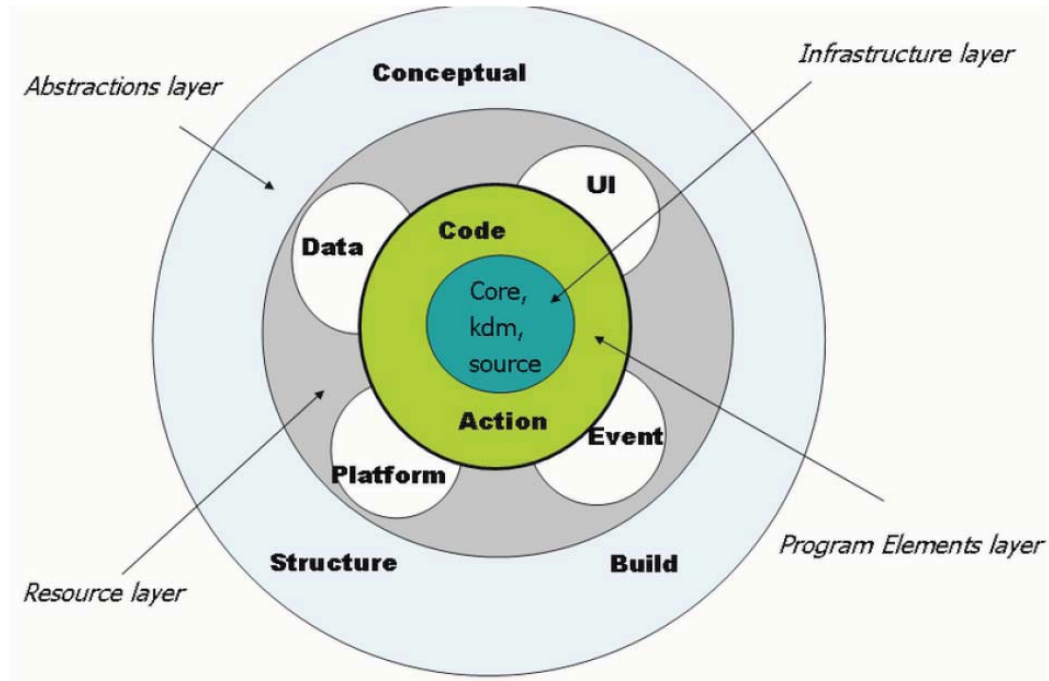 Infrastructure layer
Conceptual
Abstractions layer
UI
Code
Data
Core,
kdm,
source
Action
Event
Platform
Program Elements layer
Structure
Build
Resource layer